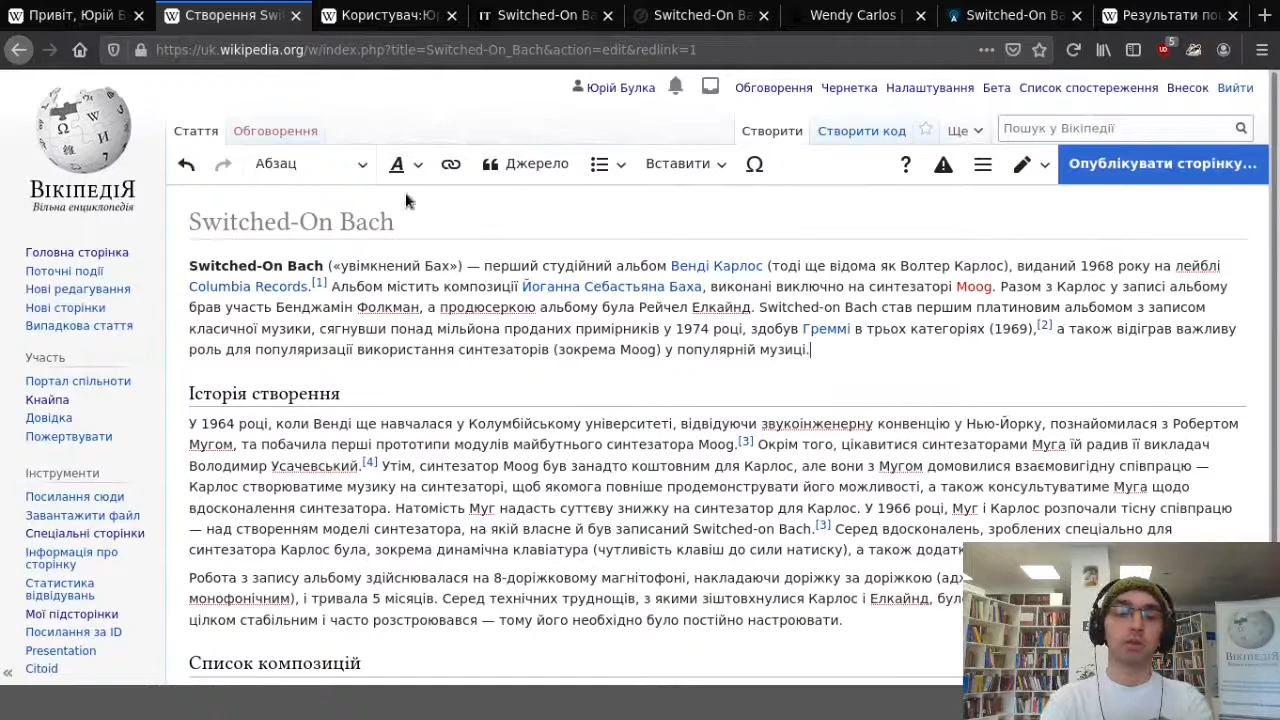 Привіт, Юрій Б
Створення Swi
Користувач:Юр
Switched-On Ba
Switched-On Ba
Wendy Carlos |
Switched-On Ba
Результати по
https://uk.wikipedia.org/w/index.php?title=Switched-On_Bach&action=edit&redlink=1
5
Юрій Булка
Обговорення Чернетка Налаштування Бета Список спостереження Внесок Вийти
Стаття Обговорення
Створити Створити код Ще
Пошук у Вікіпедії
Абзац A Джерело Вставити Ω ? Опублікувати сторінку...
ВІКІПЕДІЯ
Вільна енциклопедія
Головна сторінка
Поточні події
Нові редагування
Нові сторінки
Випадкова стаття
Участь
Портал спільноти
Кнайпа
Довідка
Пожертвувати
Інструменти
Посилання сюди
Завантажити файл
Спеціальні сторінки
Інформація про
сторінку
Статистика
відвідувань
Мої підсторінки
Посилання за ID
Presentation
Citoid
Switched-On Bach
Switched-On Bach («увімкнений Бах») — перший студійний альбом Венді Карлос (тоді ще відома як Волтер Карлос), виданий 1968 року на лейблі
Columbia Records.[1] Альбом містить композиції Йоганна Себастьяна Баха, виконані виключно на синтезаторі Moog. Разом з Карлос у записі альбому
брав участь Бенджамін Фолкман, а продюсеркою альбому була Рейчел Елкайнд. Switched-on Bach став першим платиновим альбомом з записом
класичної музики, сягнувши понад мільйона проданих примірників у 1974 році, здобув Греммі в трьох категоріях (1969),[2] а також відіграв важливу
роль для популяризації використання синтезаторів (зокрема Moog) у популярній музиці.
Історія створення
У 1964 році, коли Венді ще навчалася у Колумбійському університеті, відвідуючи звукоінженерну конвенцію у Нью-Йорку, познайомилася з Робертом
Мугом, та побачила перші прототипи модулів майбутнього синтезатора Moog.[3] Окрім того, цікавитися синтезаторами Муга їй радив її викладач
Володимир Усачевський.[4] Утім, синтезатор Moog був занадто коштовним для Карлос, але вони з Мугом домовилися взаємовигідну співпрацю —
Карлос створюватиме музику на синтезаторі, щоб якомога повніше продемонструвати його можливості, а також консультуватиме Муга щодо
вдосконалення синтезатора. Натомість Муг надасть суттєву знижку на синтезатор для Карлос. У 1966 році, Муг і Карлос розпочали тісну співпрацю
— над створенням моделі синтезатора, на якій власне й був записаний Switched-on Bach.[3] Серед вдосконалень, зроблених спеціально для
синтезатора Карлос була, зокрема динамічна клавіатура (чутливість клавіш до сили натиску), а також додатк
Робота з запису альбому здійснювалася на 8-доріжковому магнітофоні, накладаючи доріжку за доріжкою (адж
монофонічним), і тривала 5 місяців. Серед технічних труднощів, з якими зіштовхнулися Карлос і Елкайнд, бул
цілком стабільним і часто розстроювався — тому його необхідно було постійно настроювати.
Список композицій
ВІКІПЕДІЯ